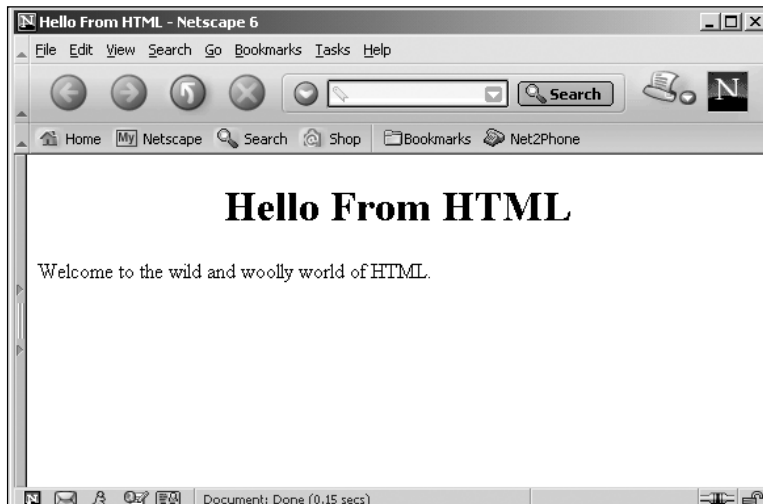 Hello From HTML - Netscape 6
File Edit View Search Go Bookmarks Tasks Help
Search N
Home My Netscape Search Shop Bookmarks Net2Phone
Hello From HTML
Welcome to the wild and woolly world of HTML.
Document: Done (0.15 secs)